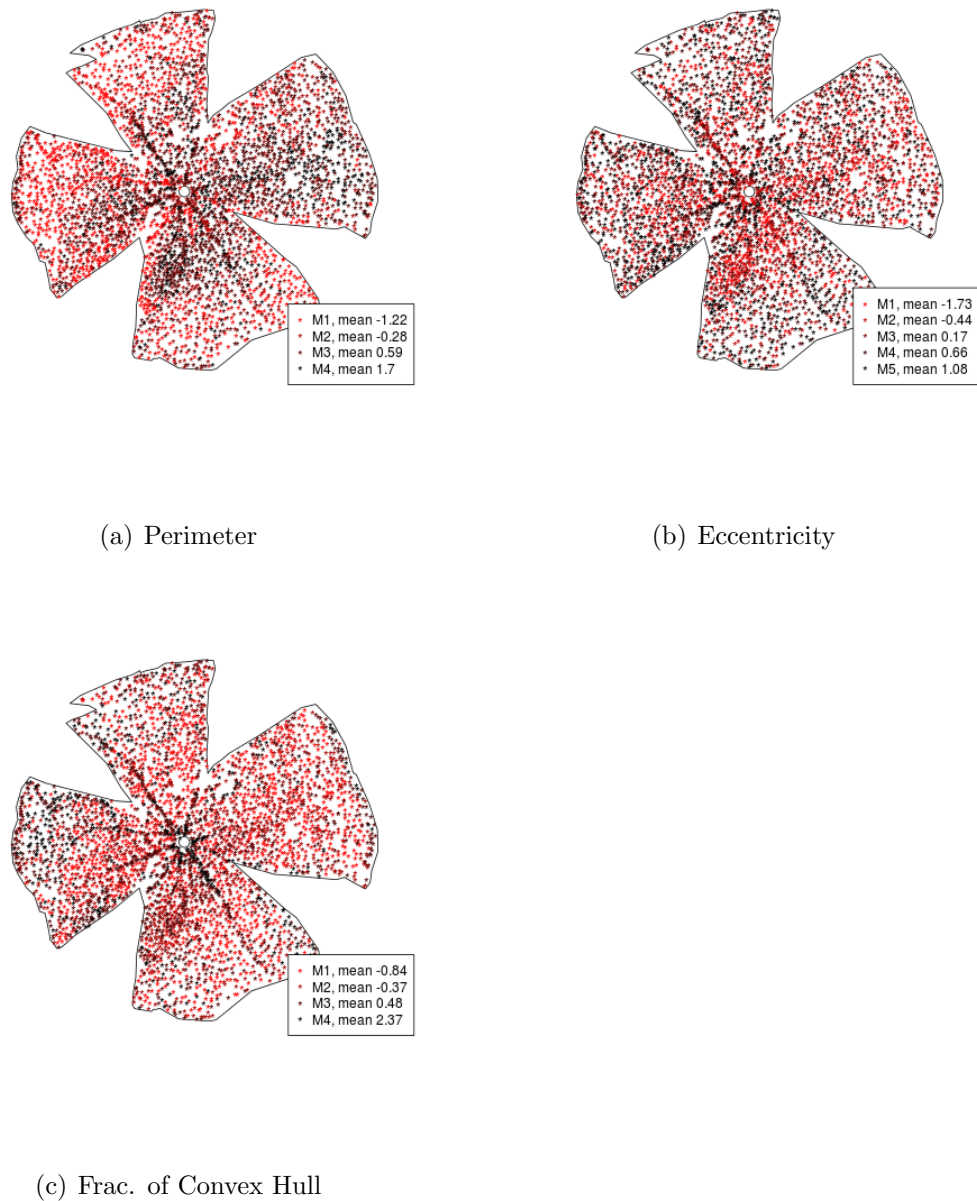 M1, mean -1.22
M2, mean -0.28
M3, mean 0.59
M4, mean 1.7
(a) Perimeter
M1, mean -1.73
M2, mean -0.44
M3, mean 0.17
M4, mean 0.66
M5, mean 1.08
(b) Eccentricity
M1, mean -0.84
M2, mean -0.37
M3, mean 0.48
M4, mean 2.37
(c) Frac. of Convex Hull